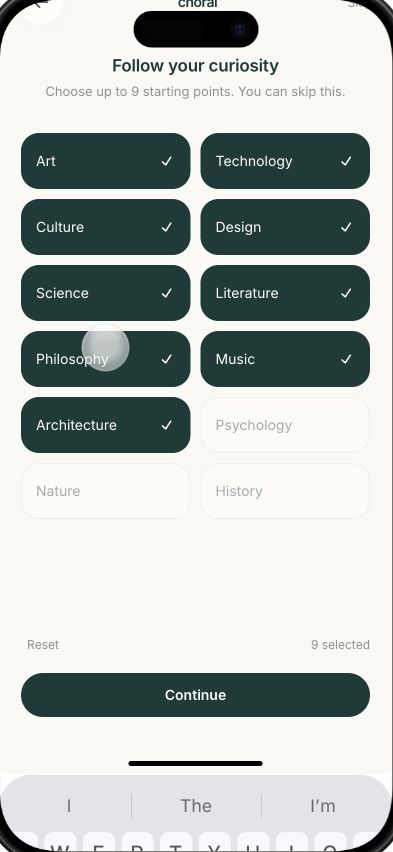 choral
Follow your curiosity
Choose up to 9 starting points. You can skip this.
Art
Technology
Culture
Design
Science
Literature
Philosophy
Music
Architecture
Psychology
Nature
History
Reset
9 selected
Continue
I
The
I’m